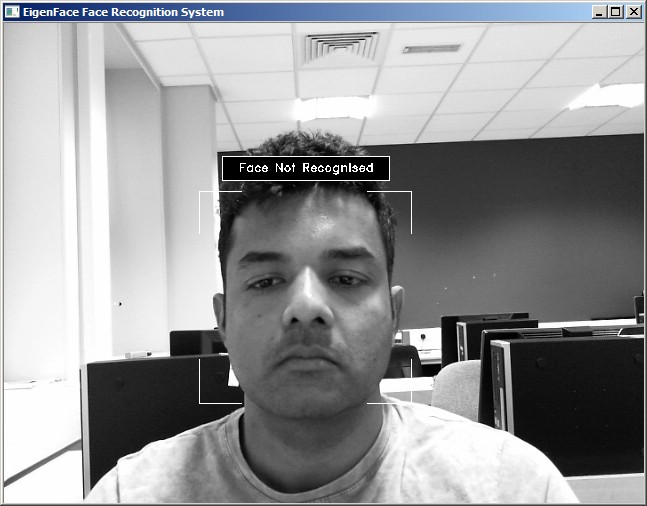 EigenFace Face Recognition System
Face Not Recognised